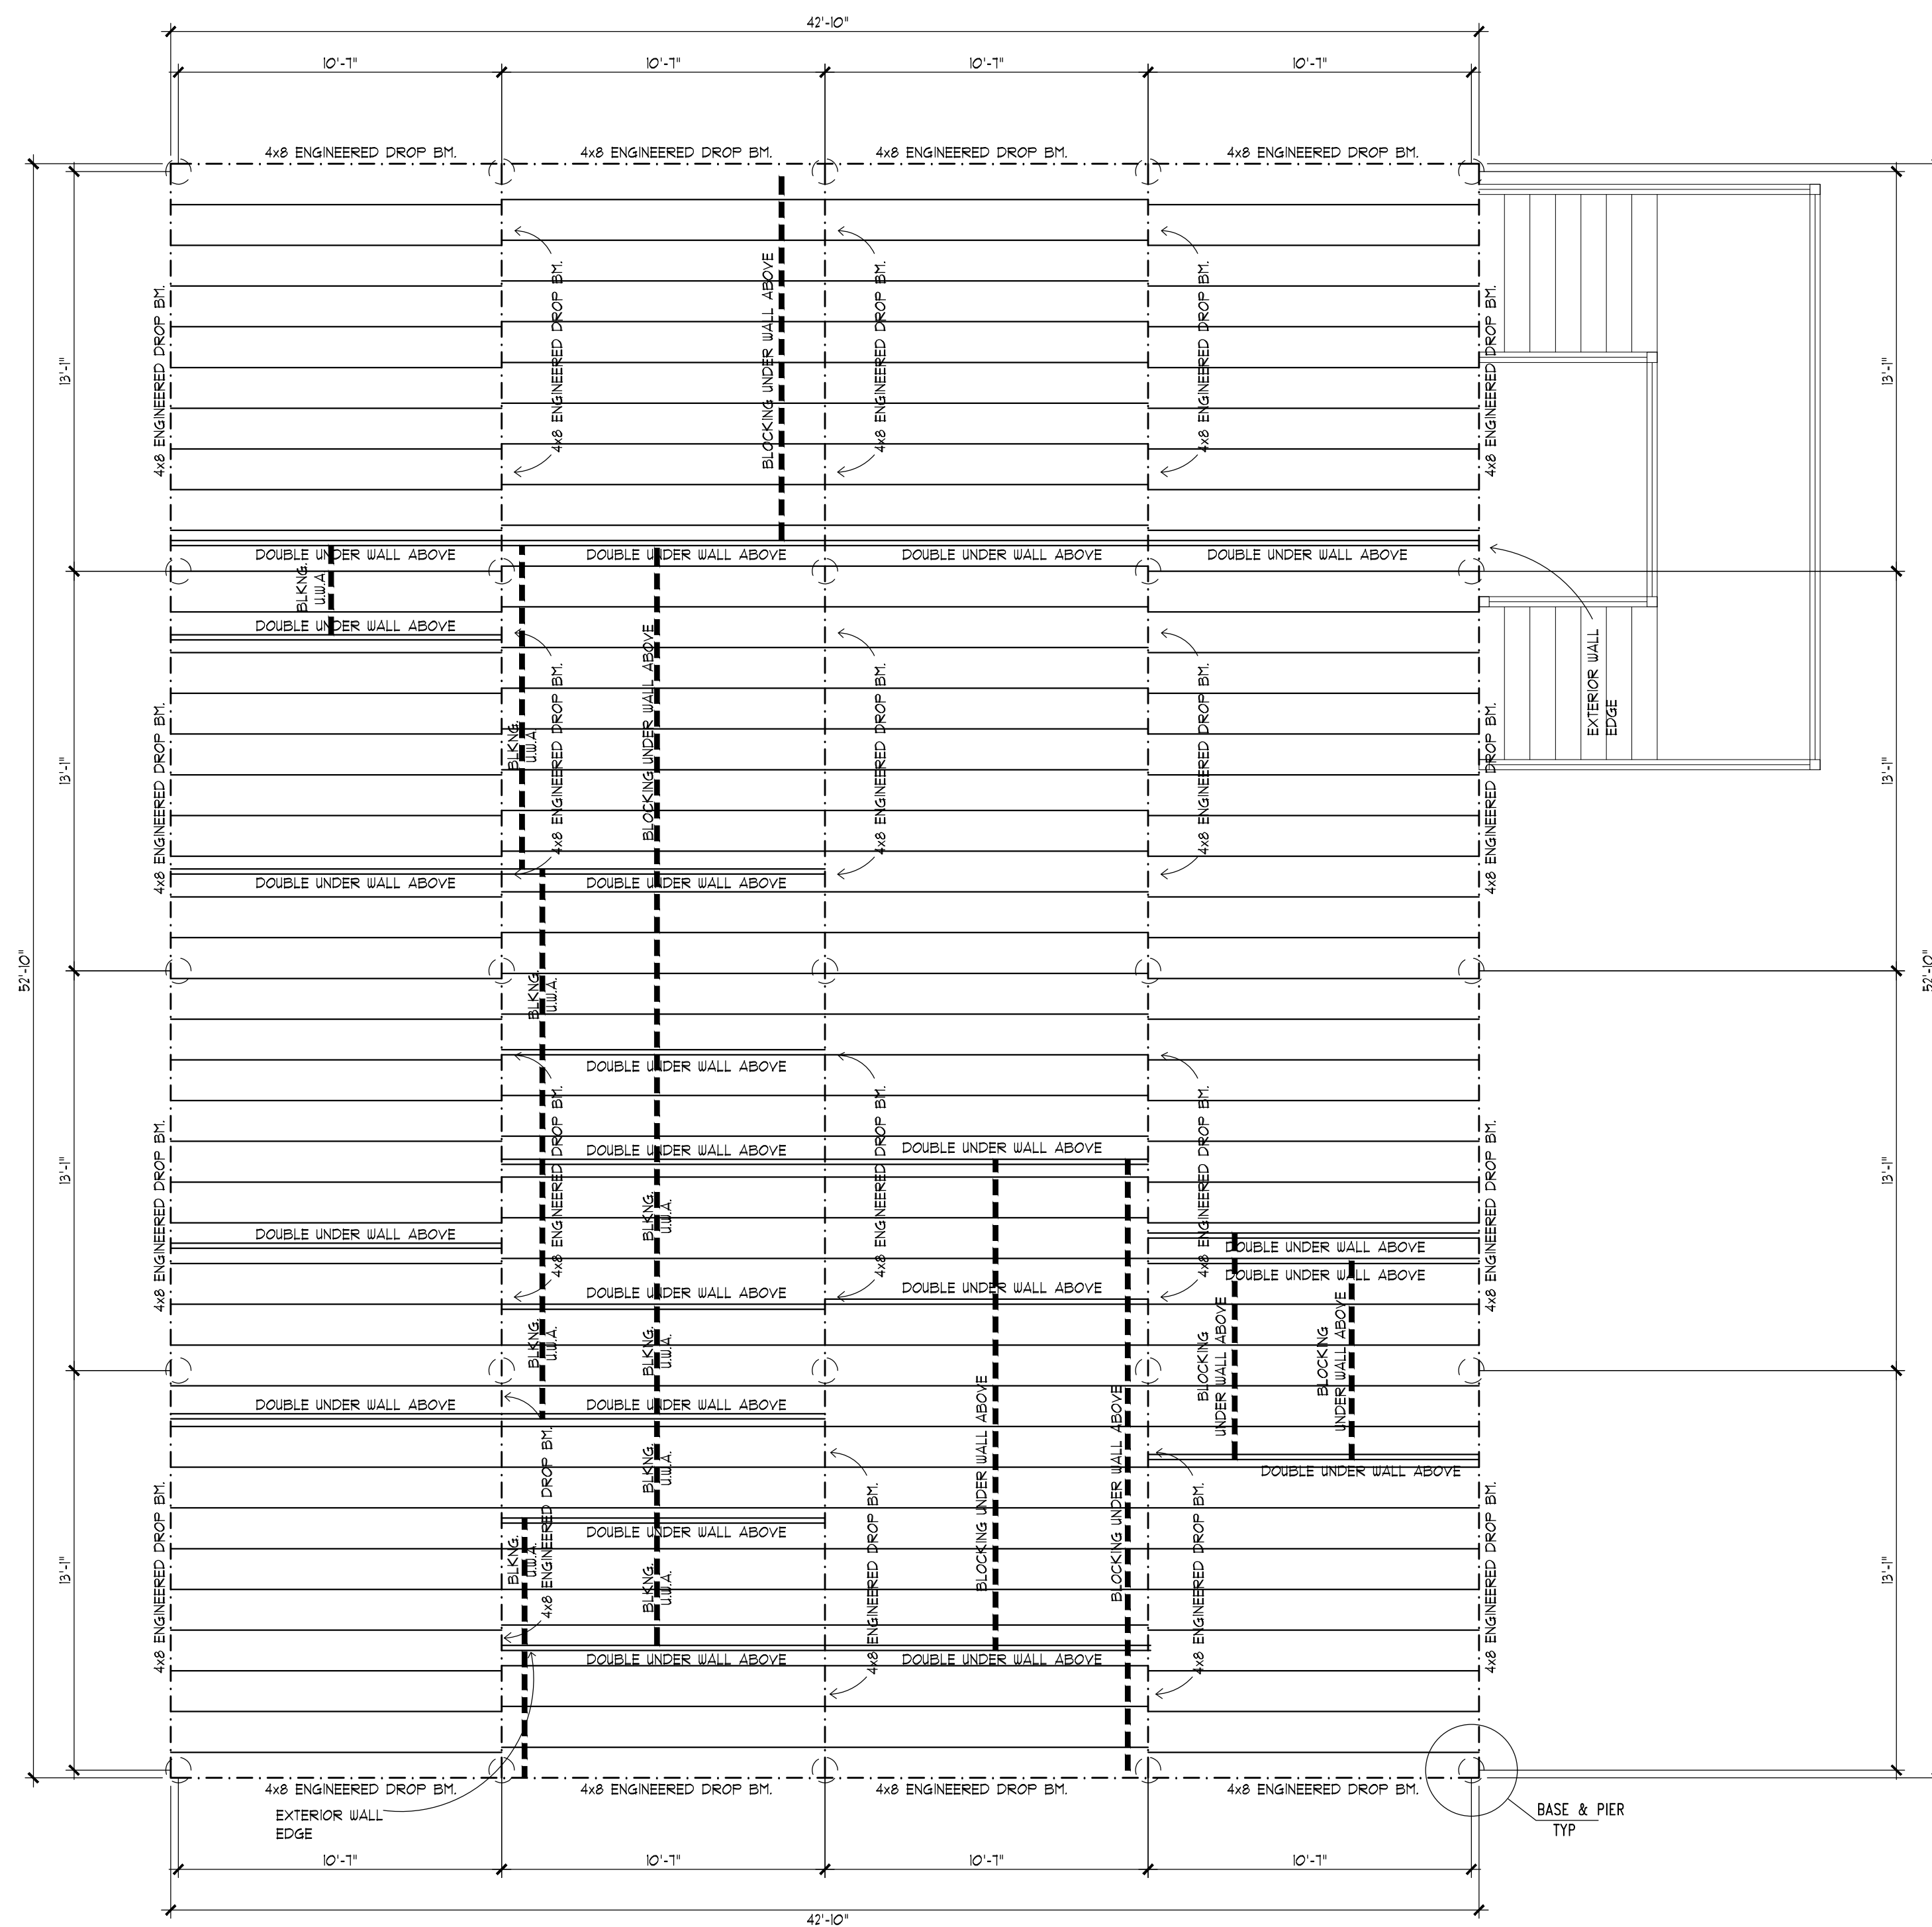 42'-10"
10'-7"
10'-7"
10'-7"
10'-7"
4x8 ENGINEERED DROP BM.
4x8 ENGINEERED DROP BM.
4x8 ENGINEERED DROP BM.
4x8 ENGINEERED DROP BM.
13'-1"
4x8 ENGINEERED DROP BM.
4x8 ENGINEERED DROP BM.
BLOCKING UNDER WALL ABOVE
4x8 ENGINEERED DROP BM.
4x8 ENGINEERED DROP BM.
4x8 ENGINEERED DROP BM.
13'-1"
DOUBLE UNDER WALL ABOVE
DOUBLE UNDER WALL ABOVE
DOUBLE UNDER WALL ABOVE
DOUBLE UNDER WALL ABOVE
BLKNG.
U.W.A.
DOUBLE UNDER WALL ABOVE
EXTERIOR WALL
EDGE
13'-1"
4x8 ENGINEERED DROP BM.
BLKNG.
U.W.A.
4x8 ENGINEERED DROP BM.
BLOCKING UNDER WALL ABOVE
4x8 ENGINEERED DROP BM.
4x8 ENGINEERED DROP BM.
4x8 ENGINEERED DROP BM.
13'-1"
DOUBLE UNDER WALL ABOVE
DOUBLE UNDER WALL ABOVE
52'-10"
52'-10"
BLKNG.
U.W.A.
DOUBLE UNDER WALL ABOVE
13'-1"
4x8 ENGINEERED DROP BM.
4x8 ENGINEERED DROP BM.
4x8 ENGINEERED DROP BM.
4x8 ENGINEERED DROP BM.
4x8 ENGINEERED DROP BM.
13'-1"
DOUBLE UNDER WALL ABOVE
DOUBLE UNDER WALL ABOVE
BLKNG.
U.W.A.
DOUBLE UNDER WALL ABOVE
DOUBLE UNDER WALL ABOVE
DOUBLE UNDER WALL ABOVE
DOUBLE UNDER WALL ABOVE
DOUBLE UNDER WALL ABOVE
BLKNG.
U.W.A.
BLKNG.
U.W.A.
BLOCKING
UNDER WALL ABOVE
BLOCKING
UNDER WALL ABOVE
DOUBLE UNDER WALL ABOVE
DOUBLE UNDER WALL ABOVE
BLKNG.
U.W.A.
BLOCKING UNDER WALL ABOVE
BLOCKING UNDER WALL ABOVE
DOUBLE UNDER WALL ABOVE
13'-1"
4x8 ENGINEERED DROP BM.
DOUBLE UNDER WALL ABOVE
BLKNG.
U.W.A.
4x8 ENGINEERED DROP BM.
BLKNG.
U.W.A.
4x8 ENGINEERED DROP BM.
4x8 ENGINEERED DROP BM.
4x8 ENGINEERED DROP BM.
13'-1"
DOUBLE UNDER WALL ABOVE
DOUBLE UNDER WALL ABOVE
4x8 ENGINEERED DROP BM.
4x8 ENGINEERED DROP BM.
4x8 ENGINEERED DROP BM.
4x8 ENGINEERED DROP BM.
EXTERIOR WALL
EDGE
BASE & PIER
TYP
10'-7"
10'-7"
10'-7"
10'-7"
42'-10"